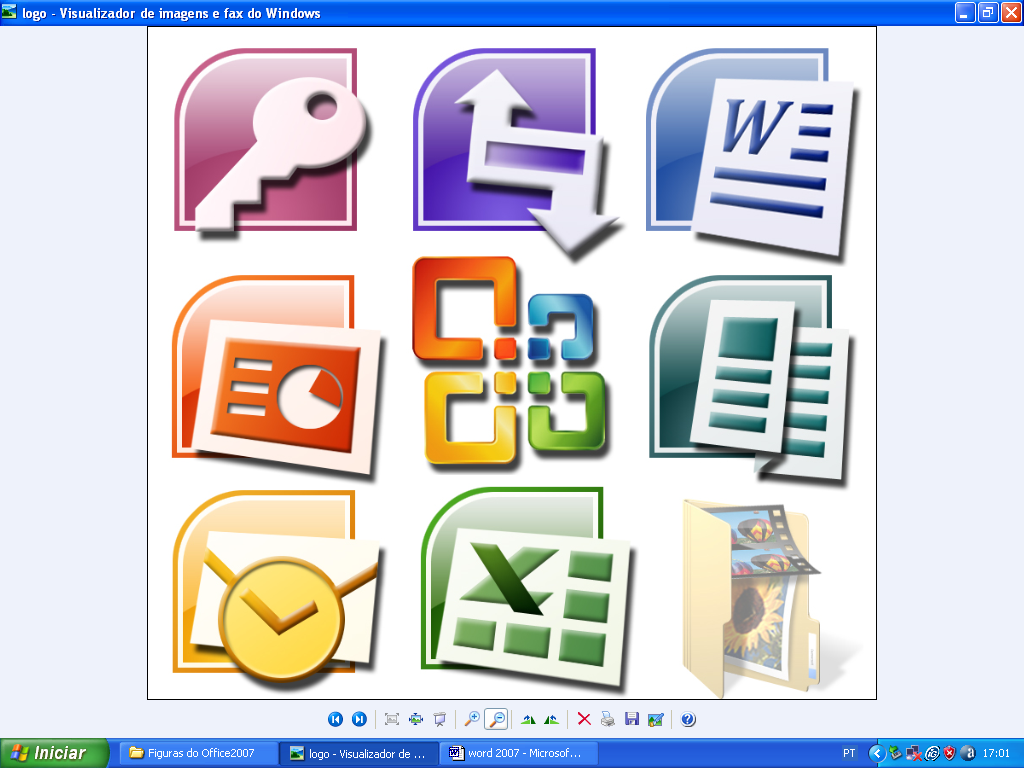 logo - Visualizador de imagens e fax do Windows
W
X
Iniciar
Figuras do Office2007
logo - Visualizador de ...
word 2007 - Microsof...
PT
17:01